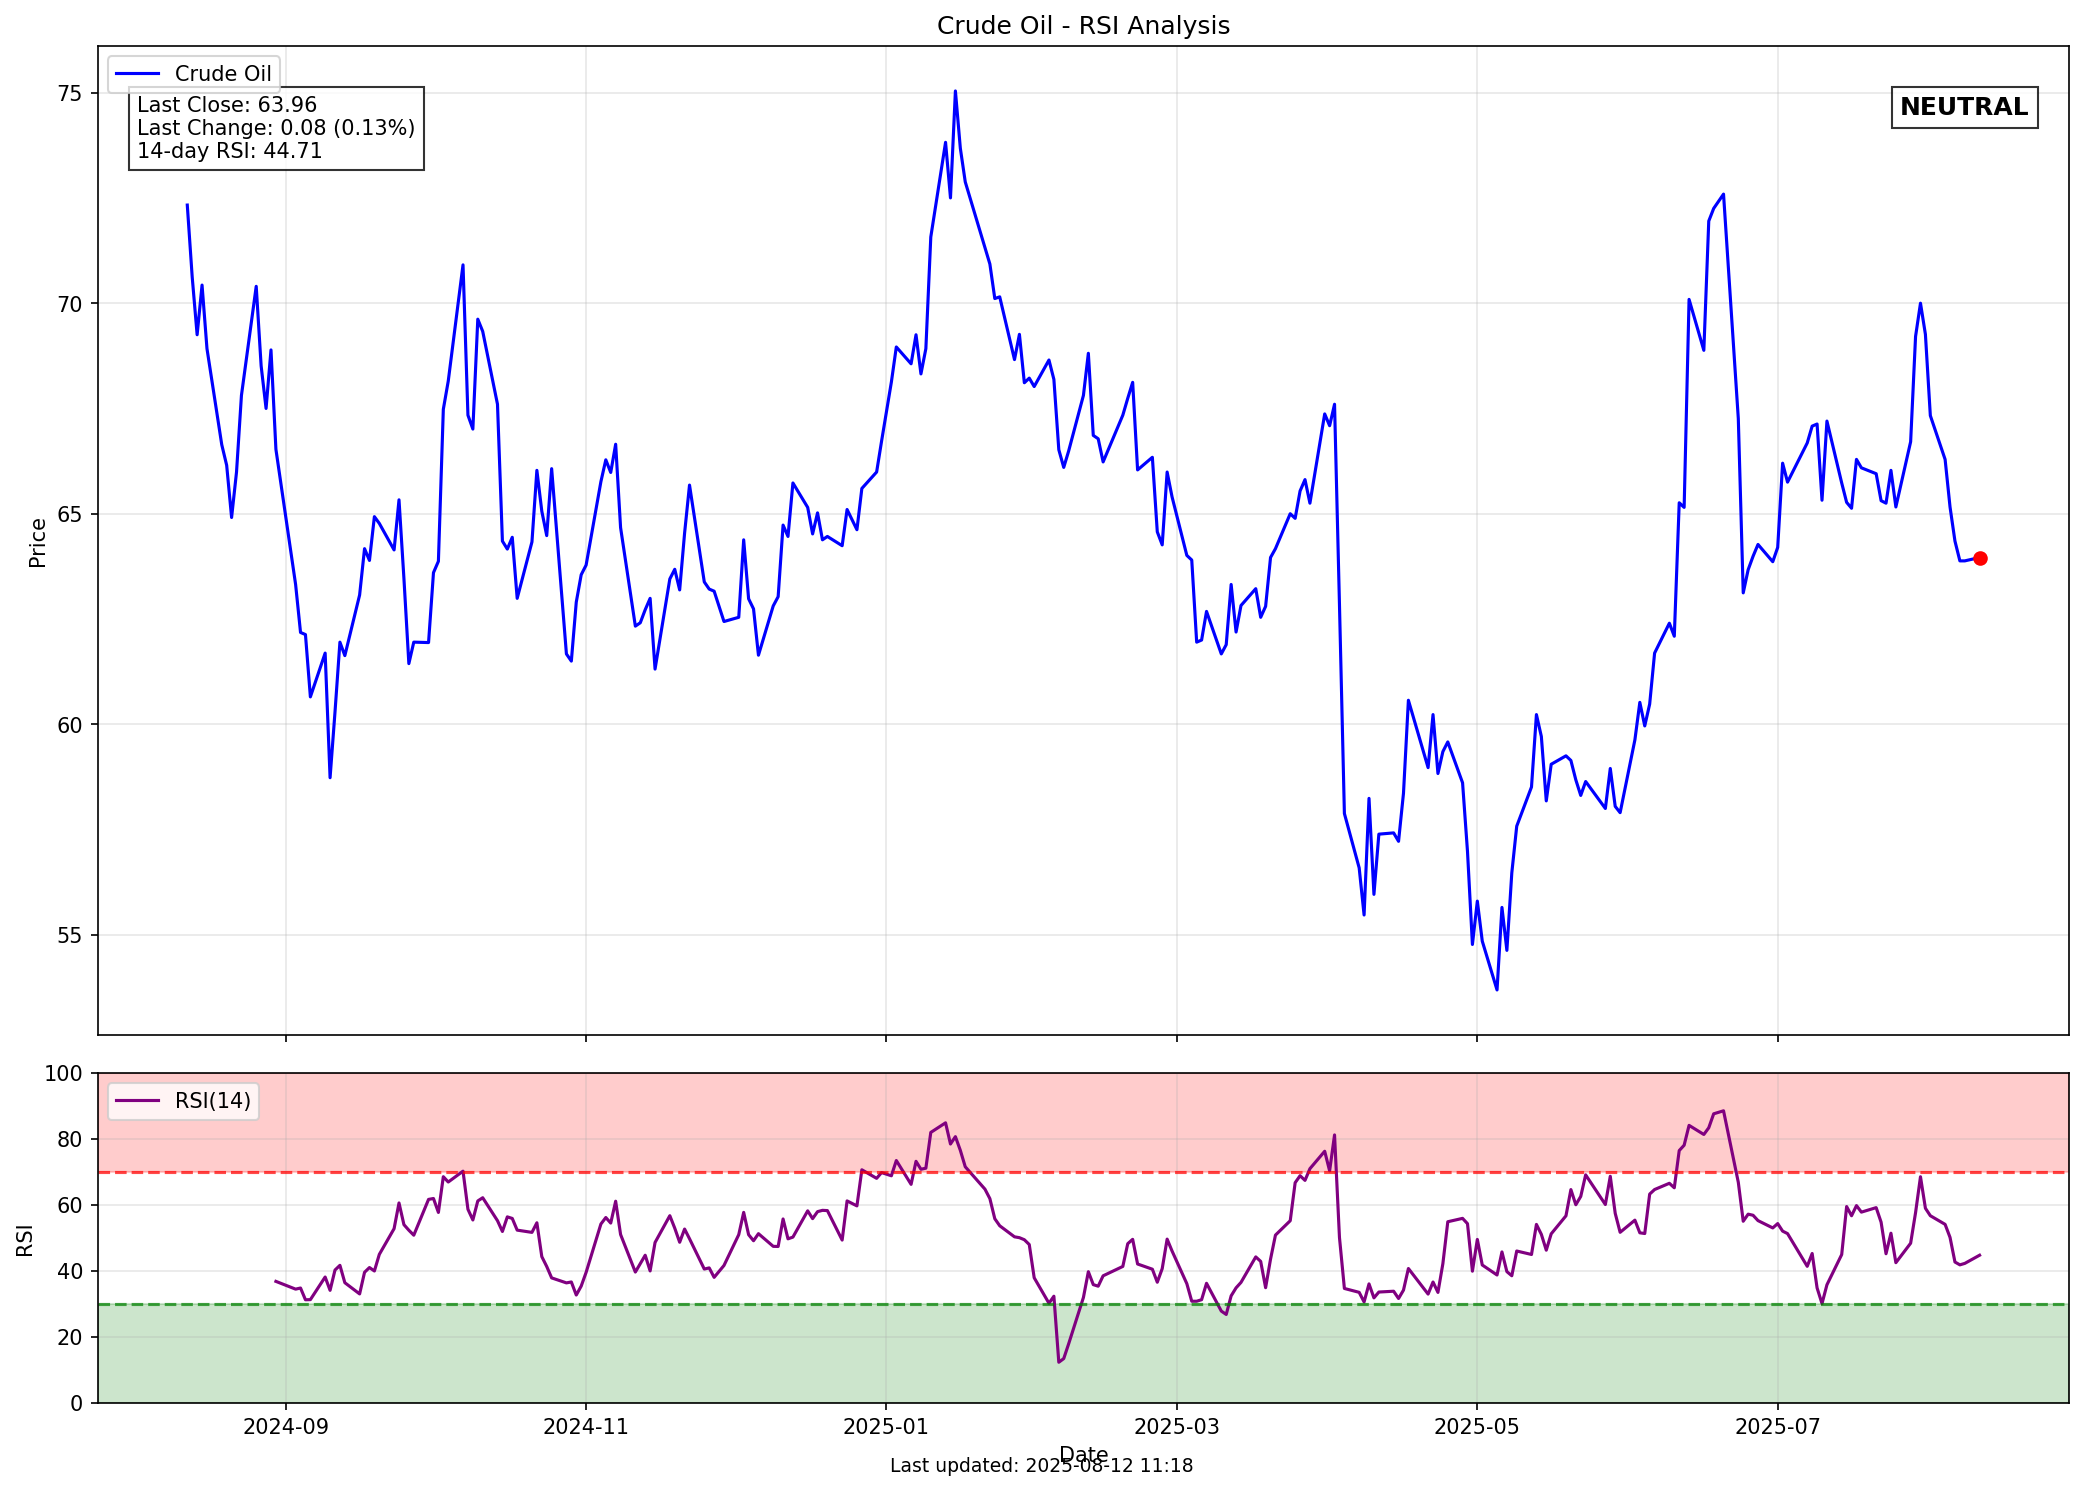 Crude Oil - RSI Analysis
Crude Oil
Last Close: 63.96
Last Change: 0.08 (0.13%)
14-day RSI: 44.71
NEUTRAL
75
70
65
60
55
Price
RSI(14)
100
80
60
40
20
0
RSI
2024-09
2024-11
2025-01
2025-03
2025-05
2025-07
Date
Last updated: 2025-08-12 11:18